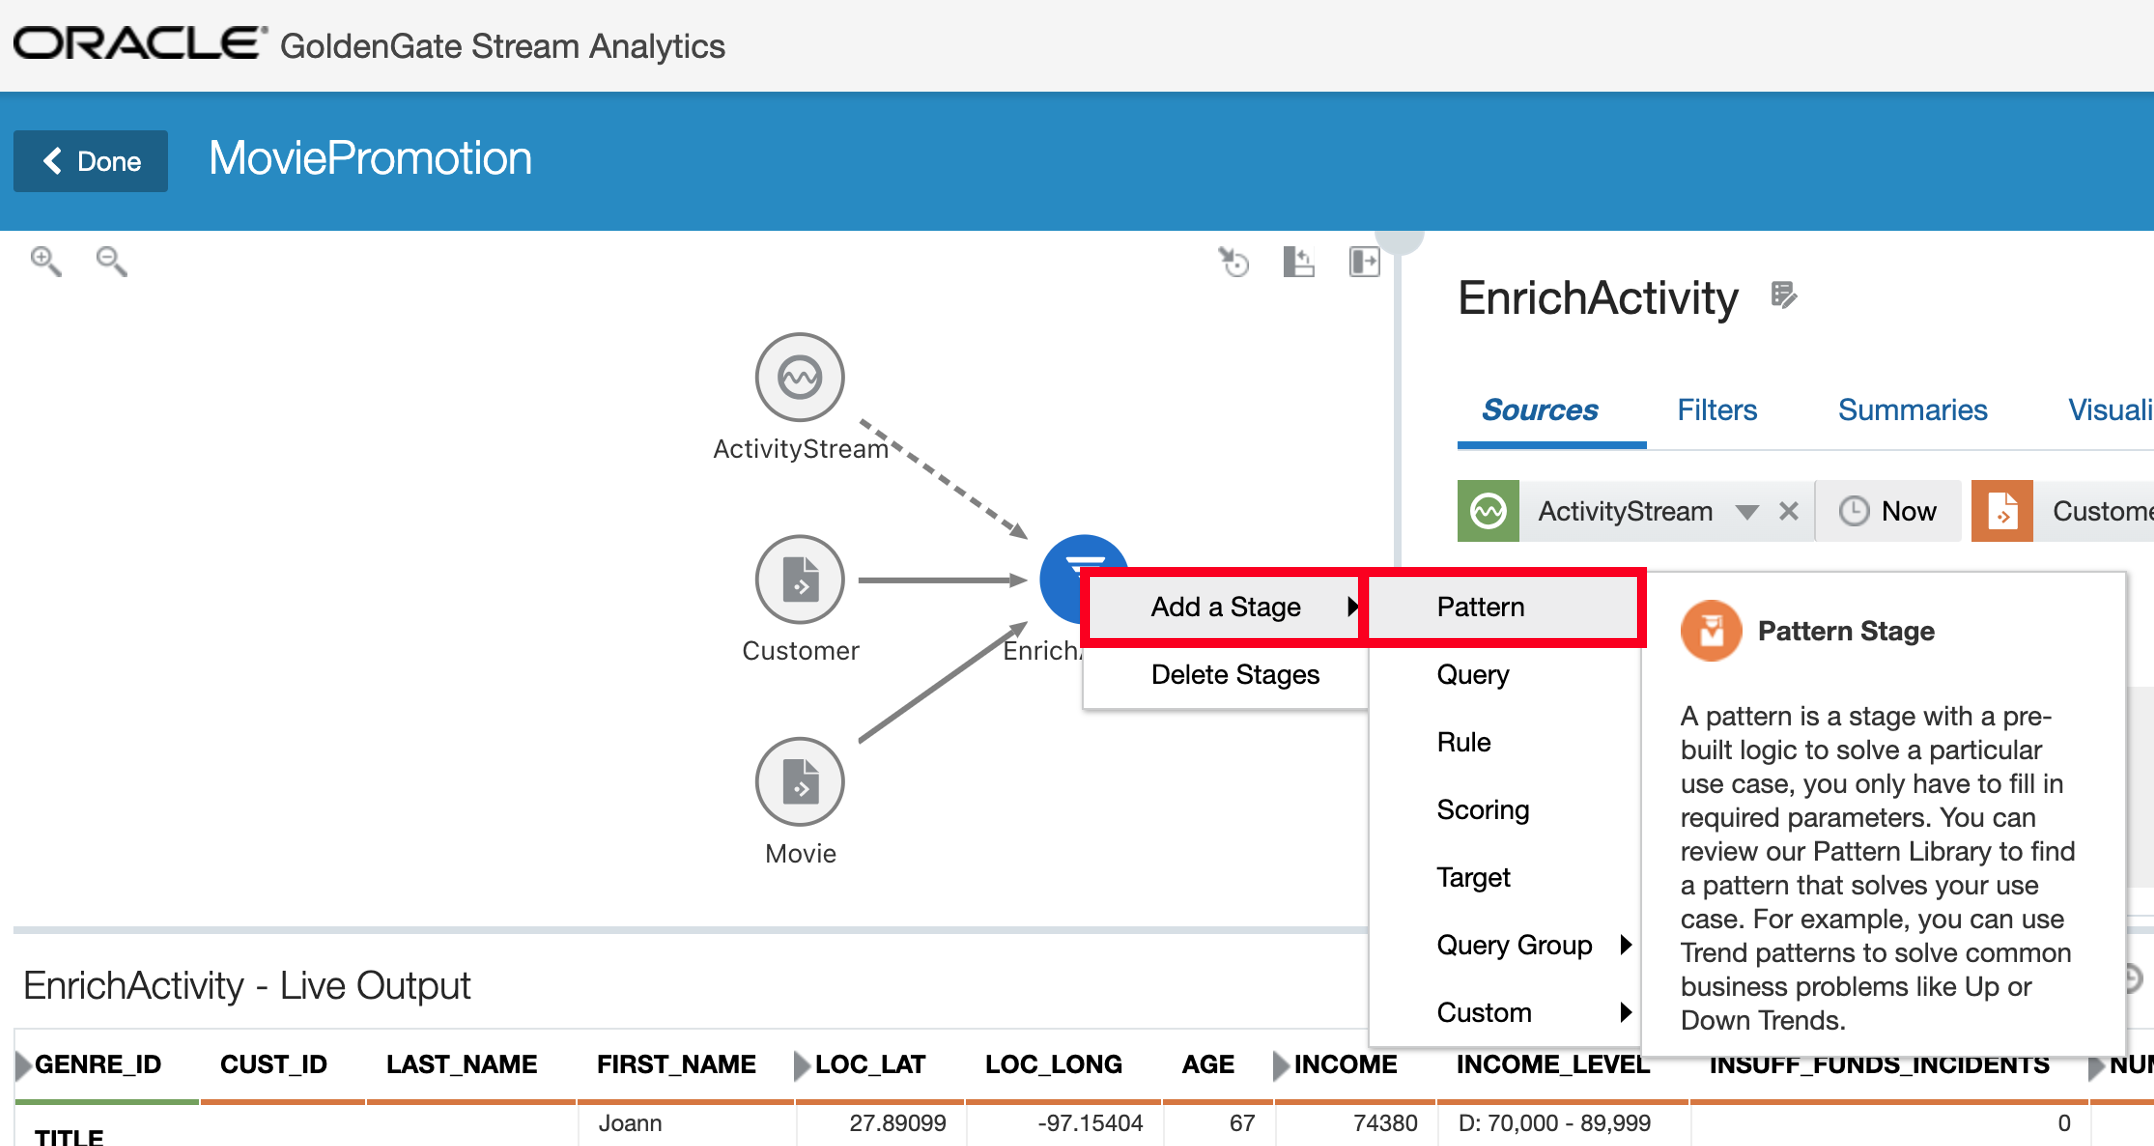 ORACLE® GoldenGate Stream Analytics
Done
MoviePromotion
EnrichActivity
Sources
Filters
Summaries
ActivityStream
Now
ActivityStream
Customer
Movie
Add a Stage
Delete Stages
Pattern
Query
Rule
Scoring
Target
Query Group
Custom
Pattern Stage
A pattern is a stage with a pre-
built logic to solve a particular
use case, you only have to fill in
required parameters. You can
review our Pattern Library to find
a pattern that solves your use
case. For example, you can use
Trend patterns to solve common
business problems like Up or
Down Trends.
EnrichActivity - Live Output
GENRE_ID CUST_ID LAST_NAME FIRST_NAME LOC_LAT LOC_LONG AGE INCOME INCOME_LEVEL INSUFF_FUNDS_INCIDENTS
TITLE
Joann 27.89099 -97.15404 67 74380 D: 70,000 - 89,999 0